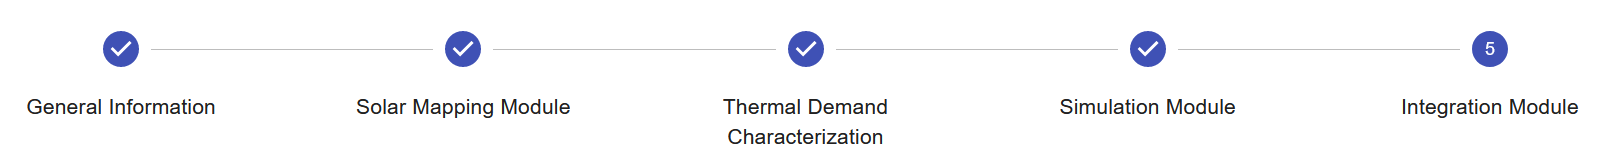 5
General Information
Solar Mapping Module
Thermal Demand
Characterization
Simulation Module
Integration Module